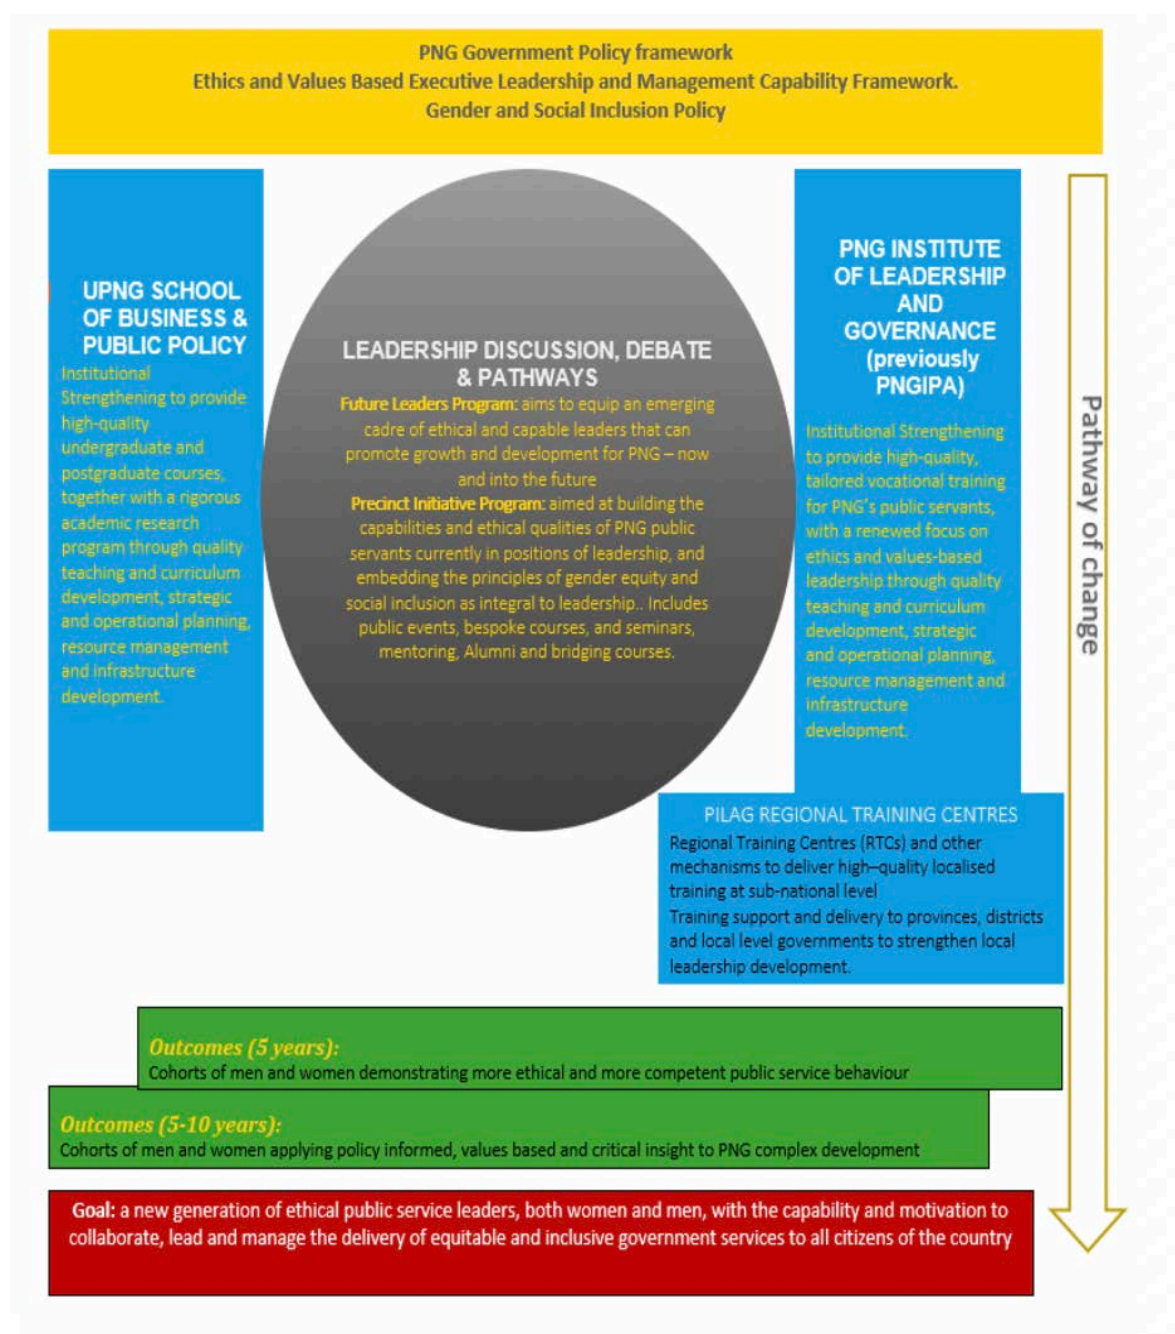 PNG Government Policy framework
Ethics and Values Based Executive Leadership and Management Capability Framework.
Gender and Social Inclusion Policy
UPNG SCHOOL
OF BUSINESS &
PUBLIC POLICY
Institutional
Strengthening to provide
high-quality
undergraduate and
postgraduate courses,
together with a rigorous
academic research
program through quality
teaching and curriculum
development, strategic
and operational planning,
resource management
and infrastructure
development.
LEADERSHIP DISCUSSION, DEBATE
& PATHWAYS
Future Leaders Program: aims to equip an emerging
cadre of ethical and capable leaders that can
promote growth and development for PNG – now
and into the future
Precinct Initiative Program: aimed at building the
capabilities and ethical qualities of PNG public
servants currently in positions of leadership, and
embedding the principles of gender equity and
social inclusion as integral to leadership.. Includes
public events, bespoke courses, and seminars,
mentoring, Alumni and bridging courses.
PNG INSTITUTE
OF LEADERSHIP
AND
GOVERNANCE
(previously
PNGIPA)
Institutional Strengthening
to provide high-quality,
tailored vocational training
for PNG's public servants,
with a renewed focus on
ethics and values-based
leadership through quality
teaching and curriculum
development, strategic
and operational planning,
resource management and
infrastructure
development.
Pathway of change
PILAG REGIONAL TRAINING CENTRES
Regional Training Centres (RTCs) and other
mechanisms to deliver high–quality localised
training at sub-national level
Training support and delivery to provinces, districts
and local level governments to strengthen local
leadership development.
Outcomes (5 years):
Cohorts of men and women demonstrating more ethical and more competent public service behaviour
Outcomes (5-10 years):
Cohorts of men and women applying policy informed, values based and critical insight to PNG complex development
Goal: a new generation of ethical public service leaders, both women and men, with the capability and motivation to
collaborate, lead and manage the delivery of equitable and inclusive government services to all citizens of the country